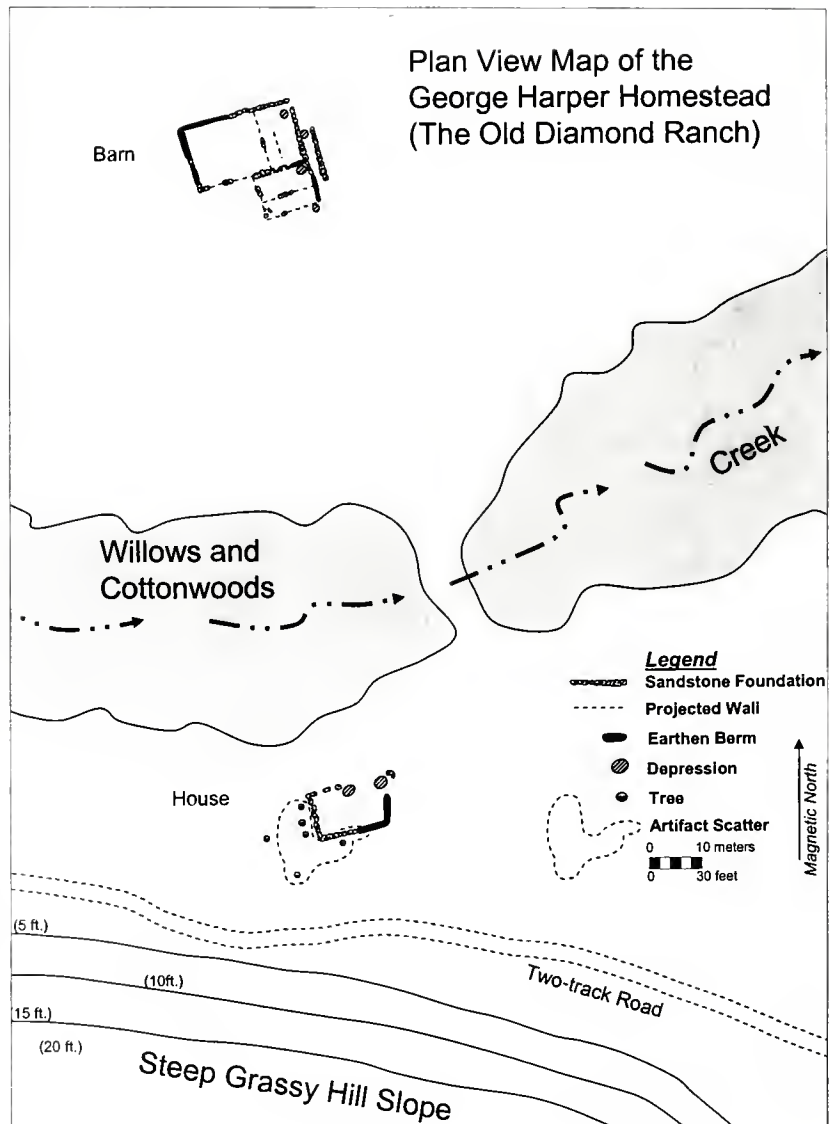 Plan View Map of the
George Harper Homestead
(The Old Diamond Ranch)
Barn
Creek
Willows and
Cottonwoods
Legend
Sandstone Foundation
Projected Wall
Earthen Berm
Depression
Tree
Artifact Scatter
0 10 meters
0 30 feet
Magnetic North
House
(5 ft.)
(10ft.)
(15 ft.)
(20 ft.)
Two-track Road
Steep Grassy Hill Slope